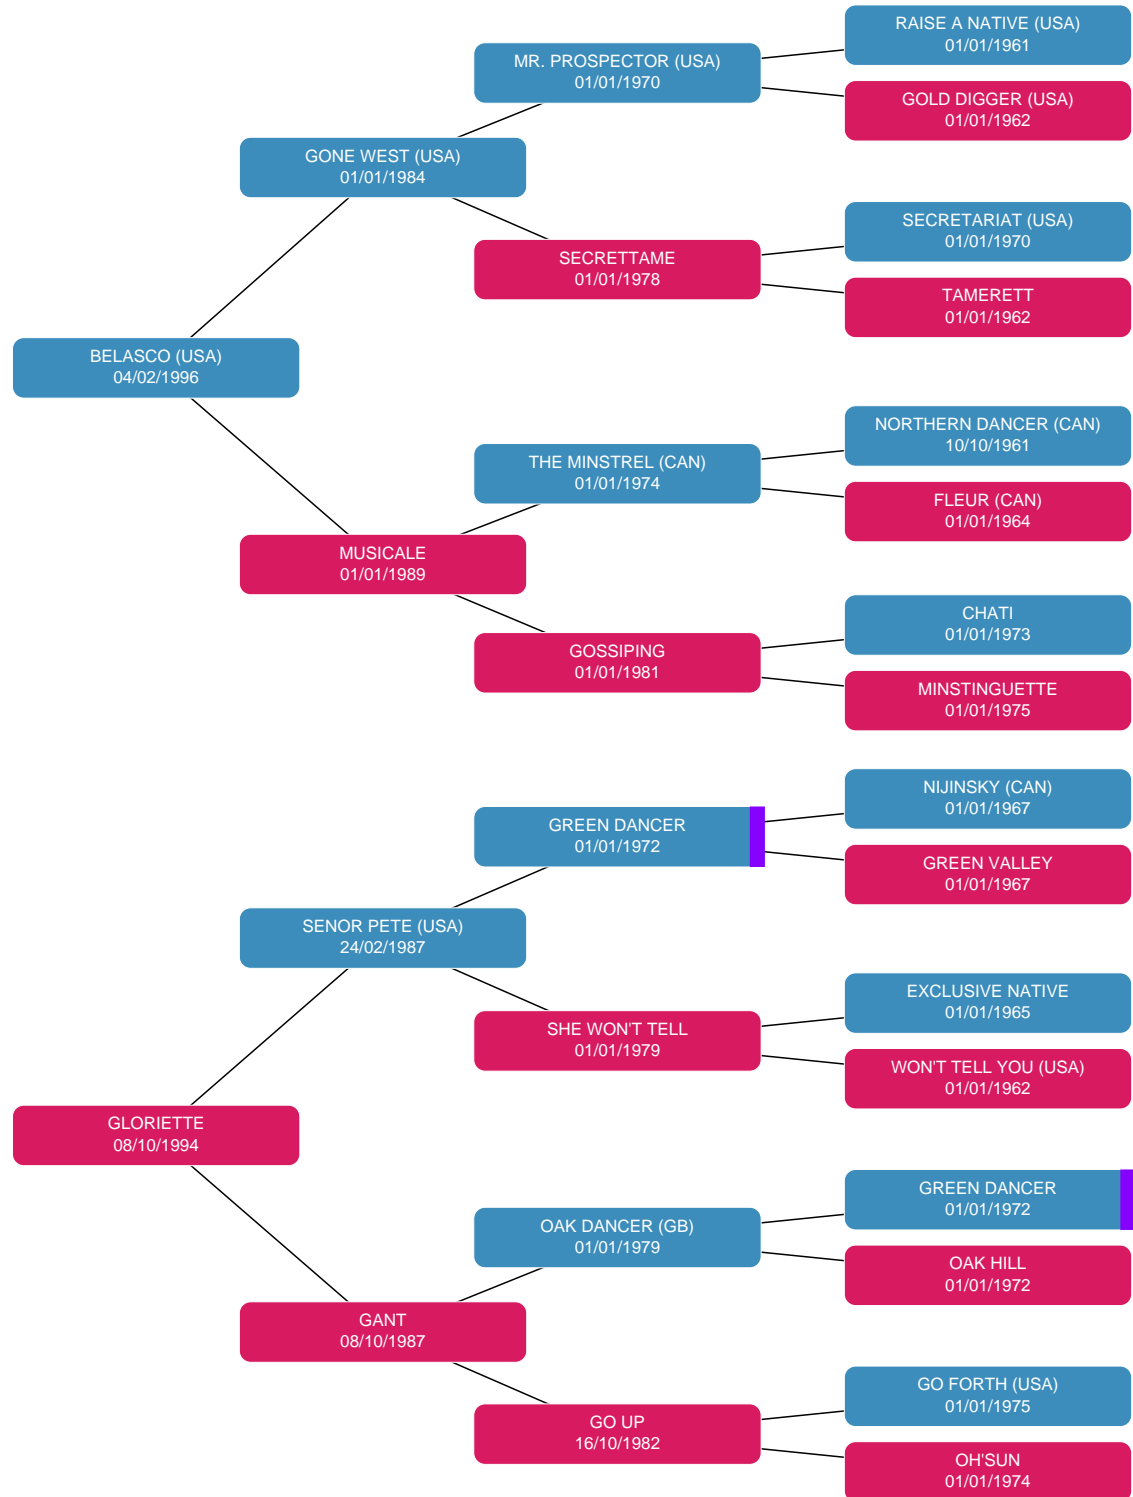 RAISE A NATIVE (USA)
01/01/1961
MR. PROSPECTOR (USA)
01/01/1970
GOLD DIGGER (USA)
01/01/1962
GONE WEST (USA)
01/01/1984
SECRETARIAT (USA)
01/01/1970
SECRETTAME
01/01/1978
TAMERETT
01/01/1962
BELASCO (USA)
04/02/1996
NORTHERN DANCER (CAN)
10/10/1961
THE MINSTREL (CAN)
01/01/1974
FLEUR (CAN)
01/01/1964
MUSICALE
01/01/1989
CHATI
01/01/1973
GOSSIPING
01/01/1981
MINSTINGUETTE
01/01/1975
NIJINSKY (CAN)
01/01/1967
GREEN DANCER
01/01/1972
GREEN VALLEY
01/01/1967
SENOR PETE (USA)
24/02/1987
EXCLUSIVE NATIVE
01/01/1965
SHE WON'T TELL
01/01/1979
WON'T TELL YOU (USA)
01/01/1962
GLORIETTE
08/10/1994
GREEN DANCER
01/01/1972
OAK DANCER (GB)
01/01/1979
OAK HILL
01/01/1972
GANT
08/10/1987
GO FORTH (USA)
01/01/1975
GO UP
16/10/1982
OH'SUN
01/01/1974